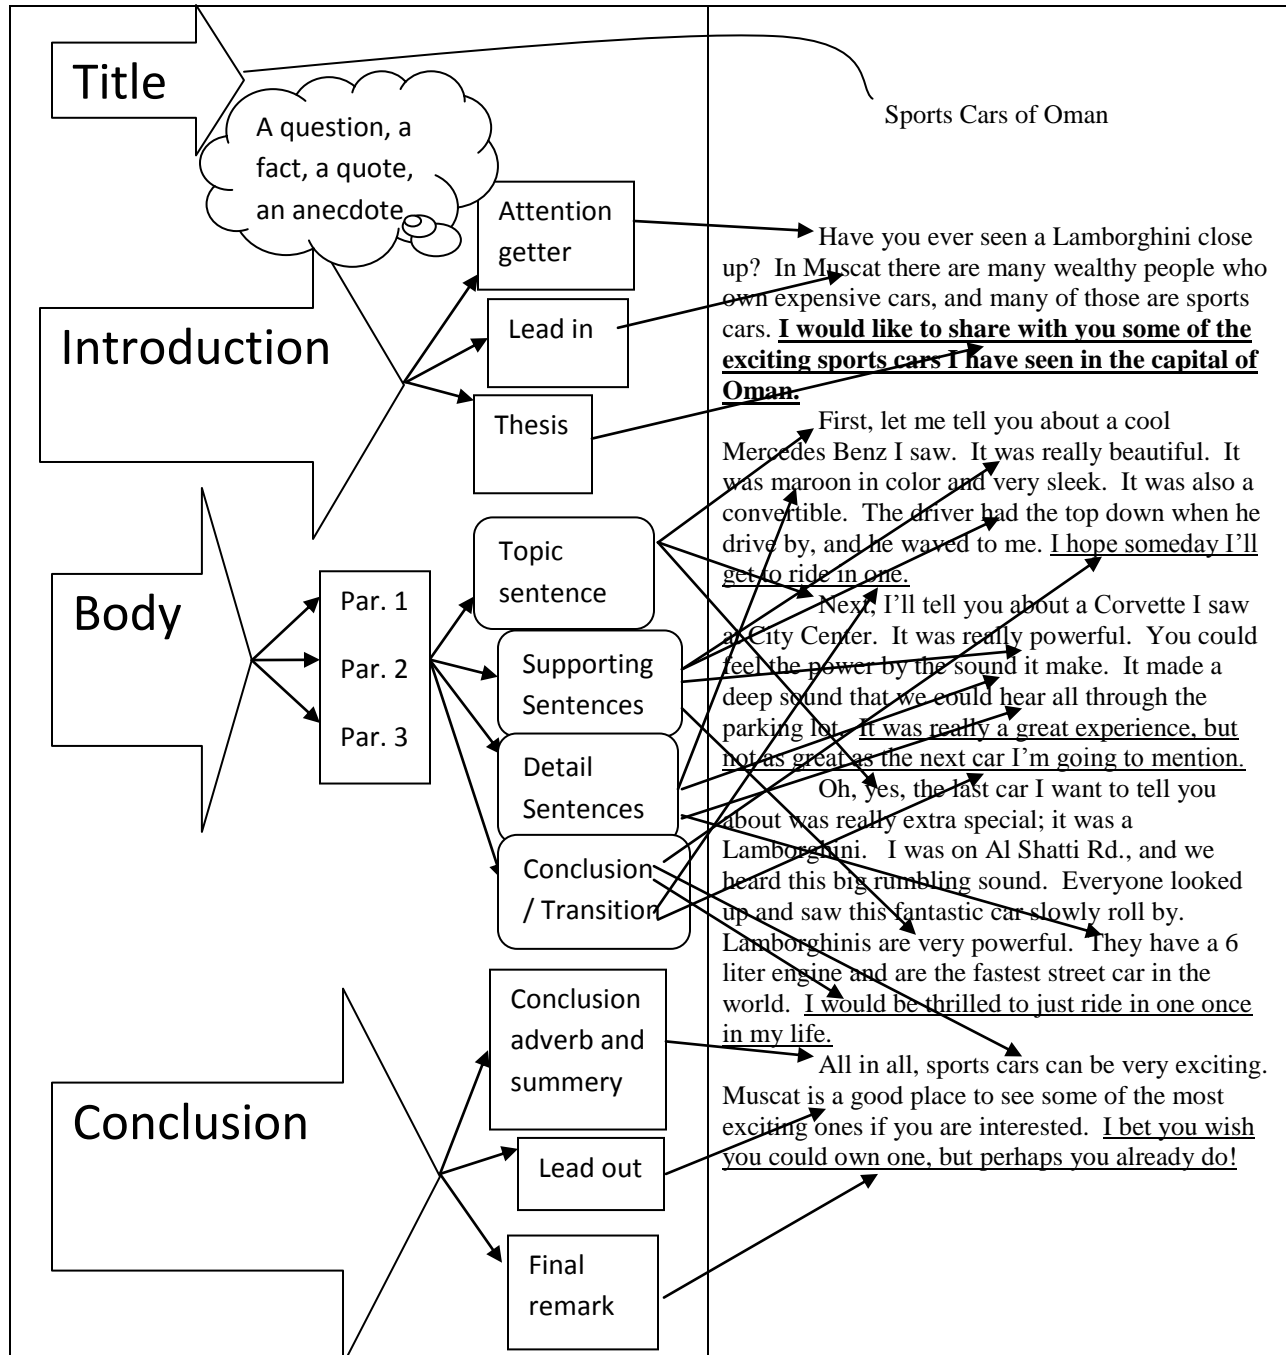 Title
A question, a
fact, a quote,
an anecdote
Introduction
Attention
getter
Lead in
Thesis
Body
Par. 1
Par. 2
Par. 3
Topic
sentence
Supporting
Sentences
Detail
Sentences
Conclusion
/ Transition
Conclusion
Conclusion
adverb and
summery
Lead out
Final
remark
Sports Cars of Oman
Have you ever seen a Lamborghini close
up? In Muscat there are many wealthy people who
own expensive cars, and many of those are sports
cars. I would like to share with you some of the
exciting sports cars I have seen in the capital of
Oman.
First, let me tell you about a cool
Mercedes Benz I saw. It was really beautiful. It
was maroon in color and very sleek. It was also a
convertible. The driver had the top down when he
drive by, and he waved to me. I hope someday I'll
get to ride in one.
Next, I'll tell you about a Corvette I saw
at City Center. It was really powerful. You could
feel the power by the sound it make. It made a
deep sound that we could hear all through the
parking lot. It was really a great experience, but
not as great as the next car I'm going to mention.
Oh, yes, the last car I want to tell you
about was really extra special; it was a
Lamborghini. I was on Al Shatti Rd., and we
heard this big rumbling sound. Everyone looked
up and saw this fantastic car slowly roll by.
Lamborghinis are very powerful. They have a 6
liter engine and are the fastest street car in the
world. I would be thrilled to just ride in one once
in my life.
All in all, sports cars can be very exciting.
Muscat is a good place to see some of the most
exciting ones if you are interested. I bet you wish
you could own one, but perhaps you already do!